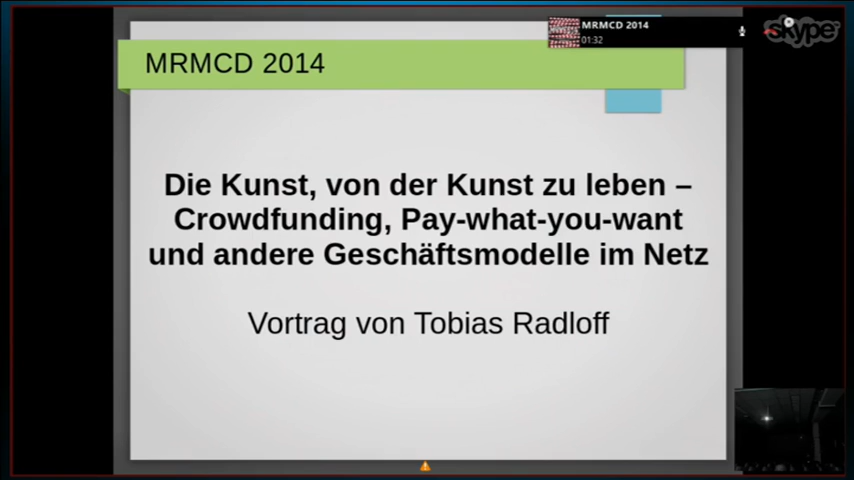 MRMCD 2014
01:32
skype
MRMCD 2014
Die Kunst, von der Kunst zu leben –
Crowdfunding, Pay-what-you-want
und andere Geschäftsmodelle im Netz
Vortrag von Tobias Radloff